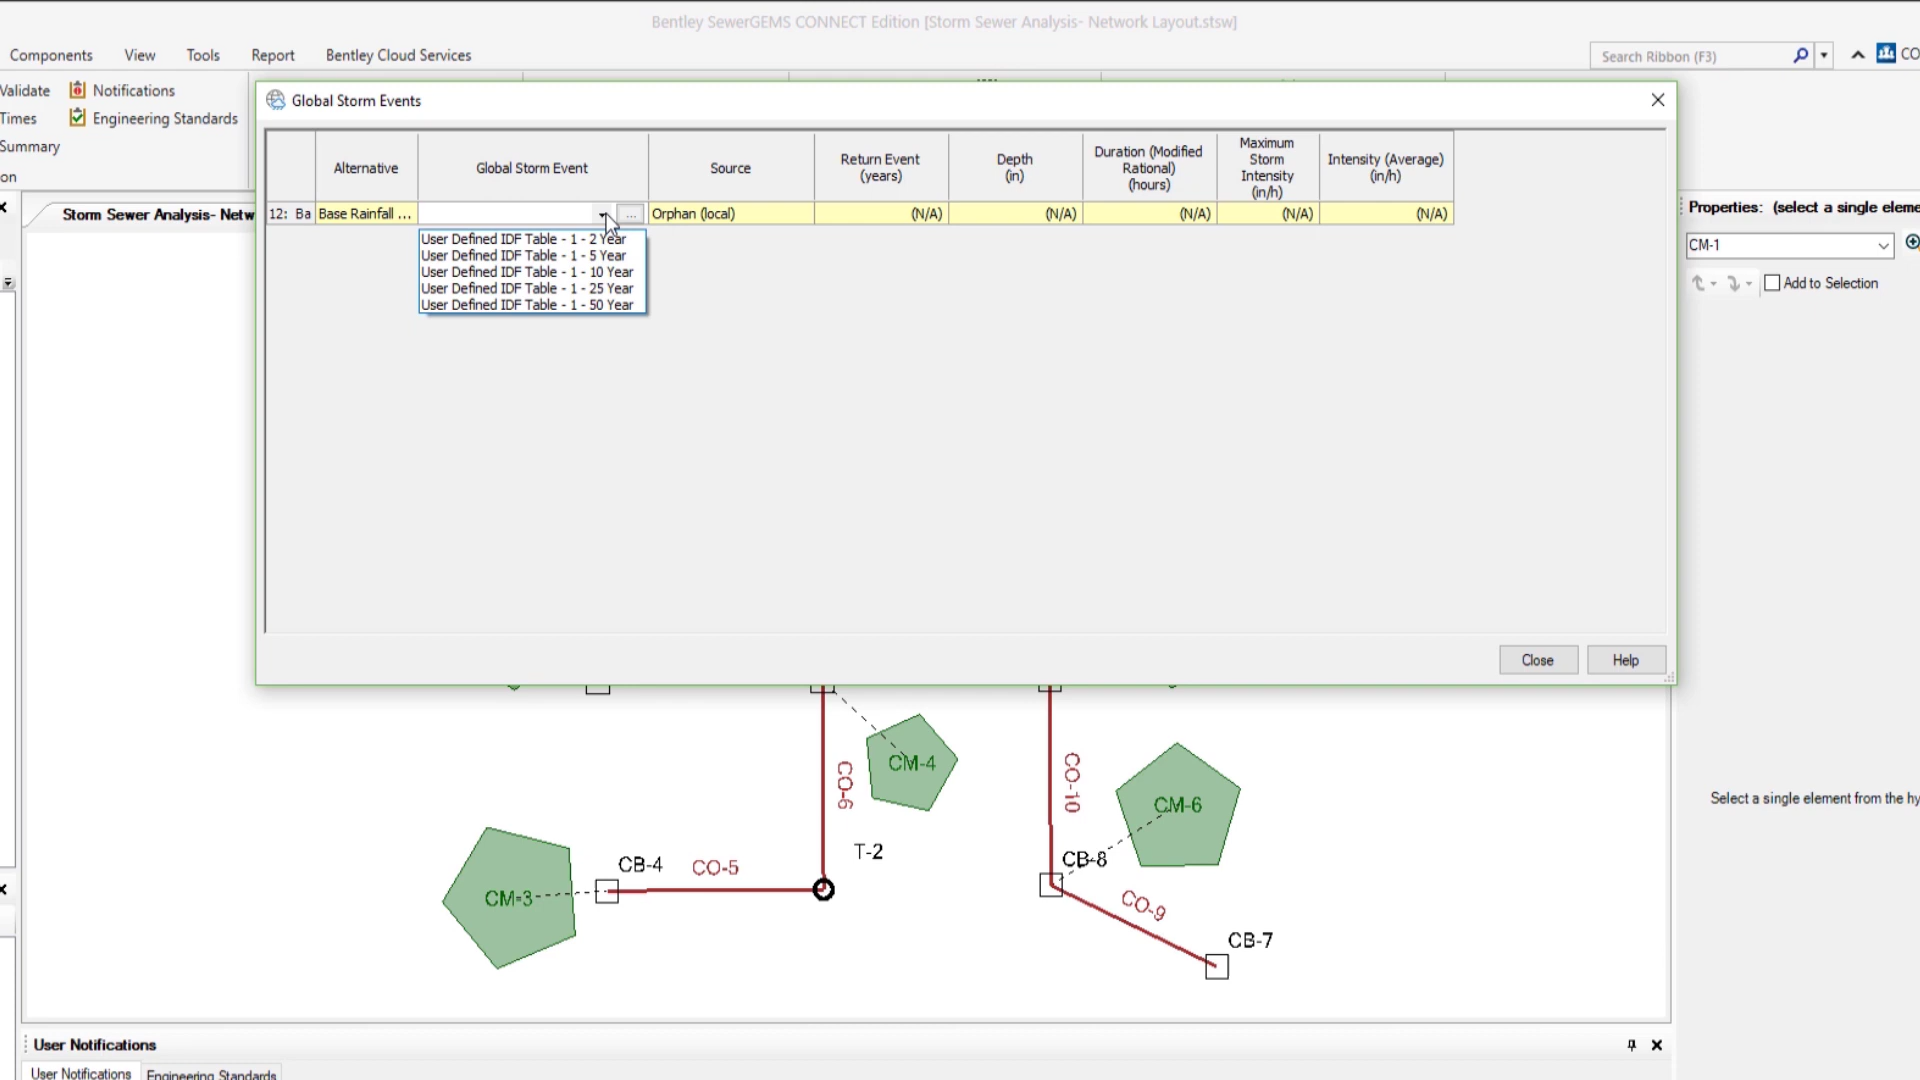 Bentley SewerGEMS CONNECT Edition [Storm Sewer Analysis- Network Layout.stsw]
Components View Tools Report Bentley Cloud Services
Search Ribbon (F3)
CO
Validate Notifications
Times Engineering Standards
Summary
on
Global Storm Events
Alternative
Global Storm Event
Source
Return Event
(years)
Depth
(in)
Duration (Modified
Rational)
(hours)
Maximum
Storm
Intensity
(in/h)
Intensity (Average)
(in/h)
12: Ba Base Rainfall ... ... Orphan (local) (N/A) (N/A) (N/A) (N/A) (N/A)
User Defined IDF Table - 1 - 2 Year
User Defined IDF Table - 1 - 5 Year
User Defined IDF Table - 1 - 10 Year
User Defined IDF Table - 1 - 25 Year
User Defined IDF Table - 1 - 50 Year
Close Help
Storm Sewer Analysis- Netw
Properties: (select a single eleme
CM-1
Add to Selection
Select a single element from the hy
CM-4
CO-6
CO-10
CM-6
T-2
CB-4
CO-5
CM-3
CB-8
CO-9
CB-7
User Notifications
User Notifications Engineering Standards